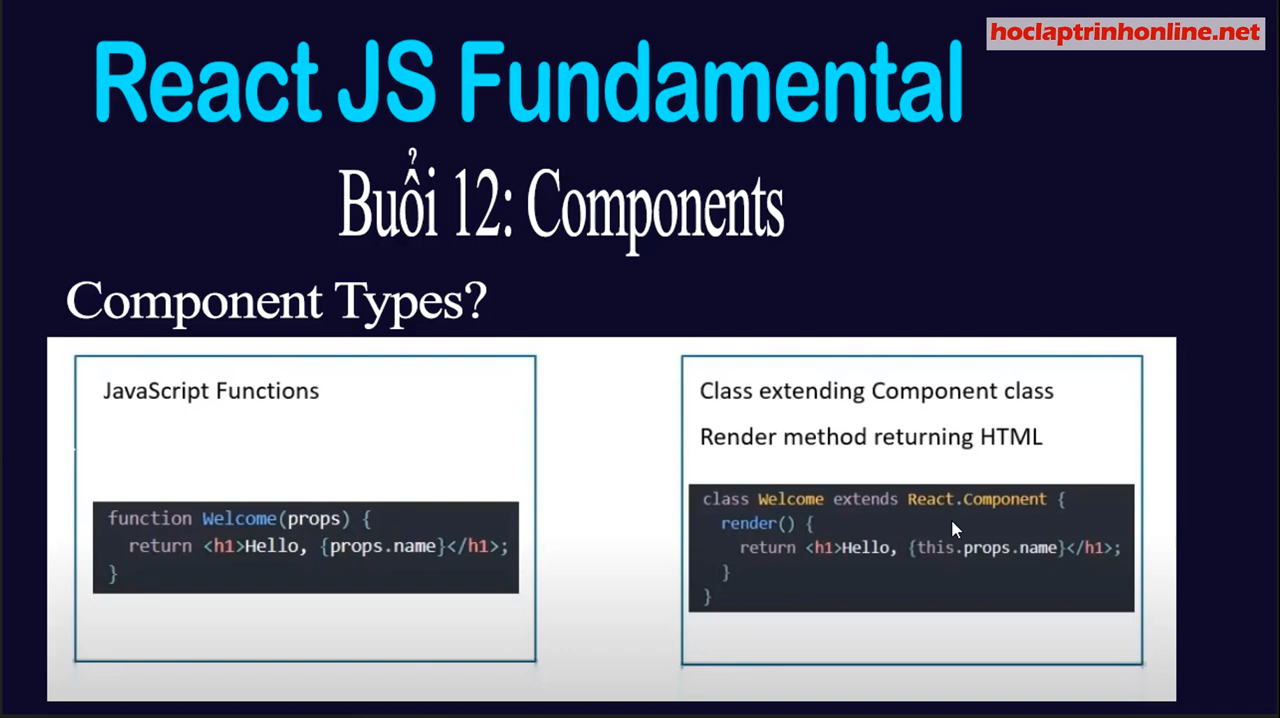 hoclaptrinhonline.net
React JS Fundamental
Buổi 12: Components
Component Types?
JavaScript Functions
function Welcome(props) {
return <h1>Hello, {props.name}</h1>;
}
Class extending Component class
Render method returning HTML
class Welcome extends React.Component {
render() {
return <h1>Hello, {this.props.name}</h1>;
}
}